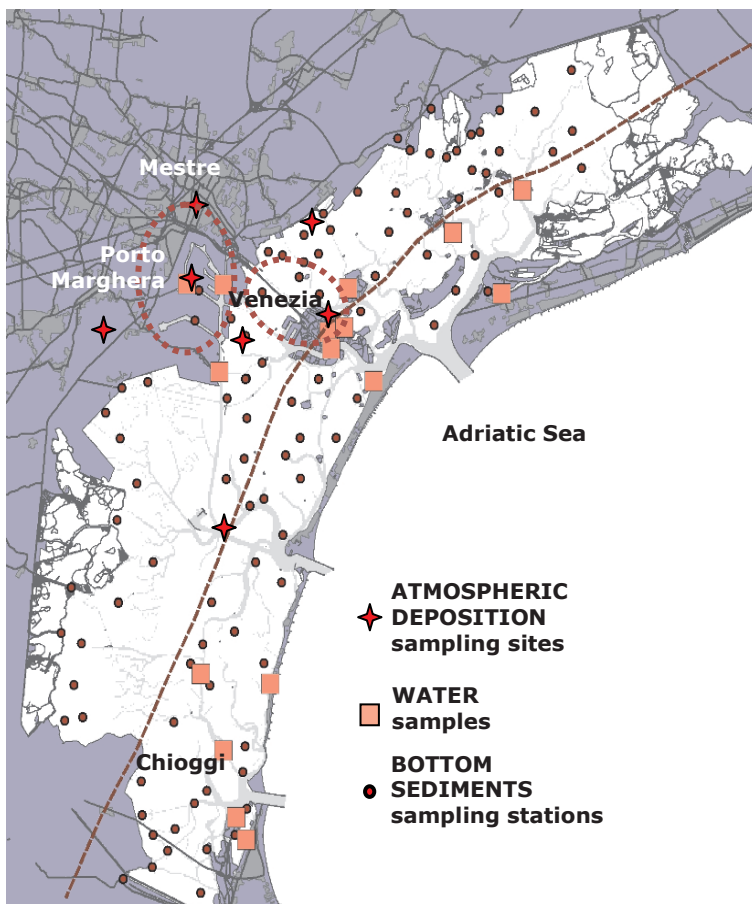 Mestre
Porto
Marghera
Venezia
Adriatic Sea
ATMOSPHERIC
DEPOSITION
sampling sites
WATER
samples
Chioggi
BOTTOM
SEDIMENTS
sampling stations